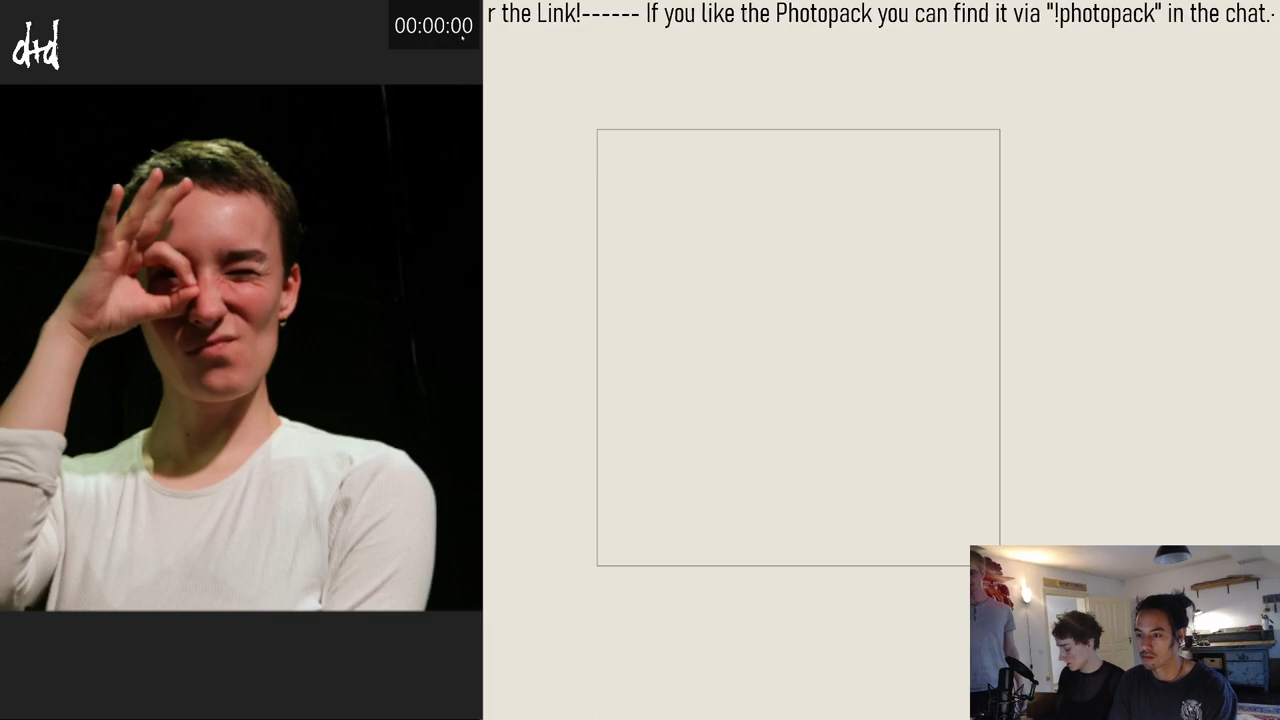 d+d
00:00:00
r the Link!------ If you like the Photopack you can find it via "!photopack" in the chat.-